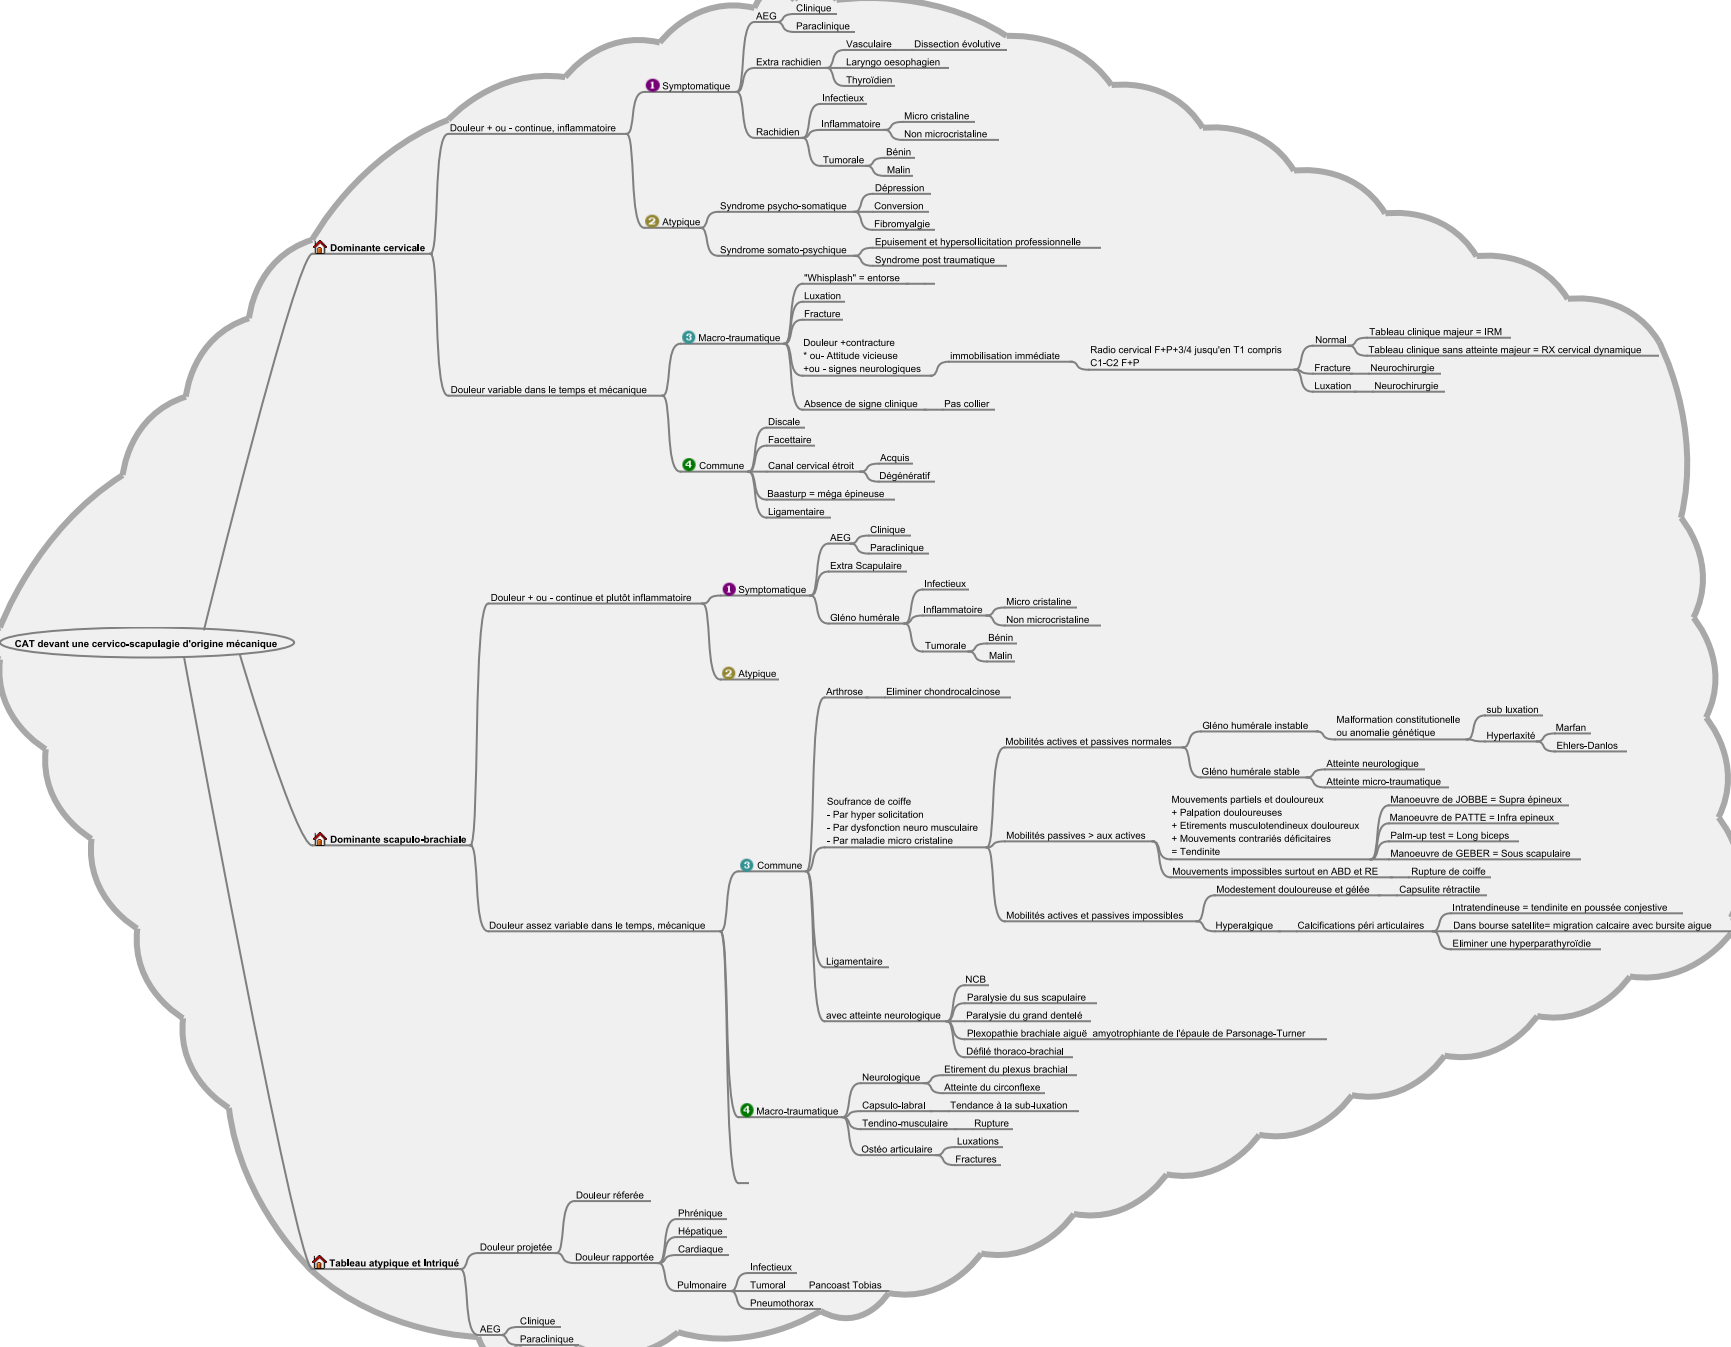 CAT devant une cervico-scapulagie d'origine mécanique
Dominante cervicale
Douleur + ou - continue, inflammatoire
1 Symptomatique
AEG
Clinique
Paraclinique
Extra rachidien
Vasculaire
Dissection évolutive
Laryngo oesophagien
Thyroïdien
Rachidien
Infectieux
Inflammatoire
Micro cristaline
Non microcristaline
Tumorale
Bénin
Malin
2 Atypique
Syndrome psycho-somatique
Dépression
Conversion
Fibromyalgie
Syndrome somato-psychique
Epuisement et hypersollicitation professionnelle
Syndrome post traumatique
Douleur variable dans le temps et mécanique
3 Macro-traumatique
"Whisplash" = entorse
Luxation
Fracture
Douleur +contracture
* ou- Attitude vicieuse
+ou - signes neurologiques
immobilisation immédiate
Radio cervical F+P+3/4 jusqu'en T1 compris
C1-C2 F+P
Normal
Tableau clinique majeur = IRM
Tableau clinique sans atteinte majeur = RX cervical dynamique
Fracture
Neurochirurgie
Luxation
Neurochirurgie
Absence de signe clinique
Pas collier
4 Commune
Discale
Facettaire
Canal cervical étroit
Acquis
Dégénératif
Baasturp = méga épineuse
Ligamentaire
Dominante scapulo-brachiale
Douleur + ou - continue et plutôt inflammatoire
1 Symptomatique
AEG
Clinique
Paraclinique
Extra Scapulaire
Gléno humérale
Infectieux
Inflammatoire
Micro cristaline
Non microcristaline
Tumorale
Bénin
Malin
2 Atypique
Douleur assez variable dans le temps, mécanique
3 Commune
Arthrose
Eliminer chondrocalcinose
Soufrance de coiffe
- Par hyper solicitation
- Par dysfonction neuro musculaire
- Par maladie micro cristaline
Mobilités actives et passives normales
Gléno humérale instable
Malformation constitutionelle
ou anomalie génétique
sub luxation
Hyperlaxité
Marfan
Ehlers-Danlos
Gléno humérale stable
Atteinte neurologique
Atteinte micro-traumatique
Mobilités passives > aux actives
Mouvements partiels et douloureux
+ Palpation douloureuses
+ Etirements musculotendineux douloureux
+ Mouvements contrariés déficitaires
= Tendinite
Manoeuvre de JOBBE = Supra épineux
Manoeuvre de PATTE = Infra epineux
Palm-up test = Long biceps
Manoeuvre de GEBER = Sous scapulaire
Mouvements impossibles surtout en ABD et RE
Rupture de coiffe
Mobilités actives et passives impossibles
Modestement douloureuse et gélée
Capsulite rétractile
Hyperalgique
Calcifications péri articulaires
Intratendineuse = tendinite en poussée conjestive
Dans bourse satellite= migration calcaire avec bursite aigue
Eliminer une hyperparathyroïdie
Ligamentaire
avec atteinte neurologique
NCB
Paralysie du sus scapulaire
Paralysie du grand dentelé
Plexopathie brachiale aiguë amyotrophiante de l'épaule de Parsonage-Turner
Défilé thoraco-brachial
4 Macro-traumatique
Neurologique
Etirement du plexus brachial
Atteinte du circonflexe
Capsulo-labral
Tendance à la sub-luxation
Tendino-musculaire
Rupture
Ostéo articulaire
Luxations
Fractures
Tableau atypique et Intriqué
Douleur projetée
Douleur réferée
Douleur rapportée
Phrénique
Hépatique
Cardiaque
Pulmonaire
Infectieux
Tumoral
Pancoast Tobias
Pneumothorax
AEG
Clinique
Paraclinique